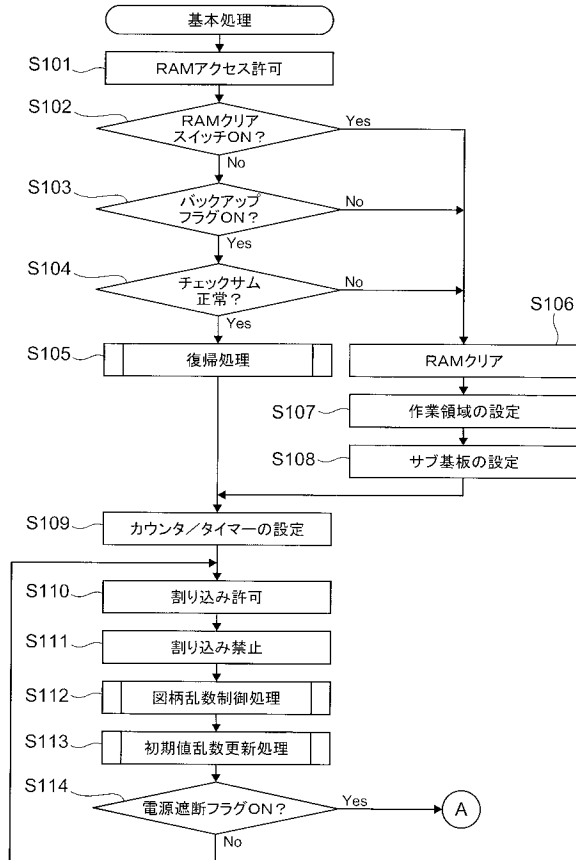 基本処理
S101
RAMアクセス許可
S102
RAMクリア
スイッチON？
Yes
No
S103
バックアップ
フラグON？
No
Yes
S104
チェックサム
正常？
No
Yes
S105
復帰処理
S106
RAMクリア
S107
作業領域の設定
S108
サブ基板の設定
S109
カウンタ／タイマーの設定
S110
割り込み許可
S111
割り込み禁止
S112
図柄乱数制御処理
S113
初期値乱数更新処理
S114
電源遮断フラグON？
Yes
A
No